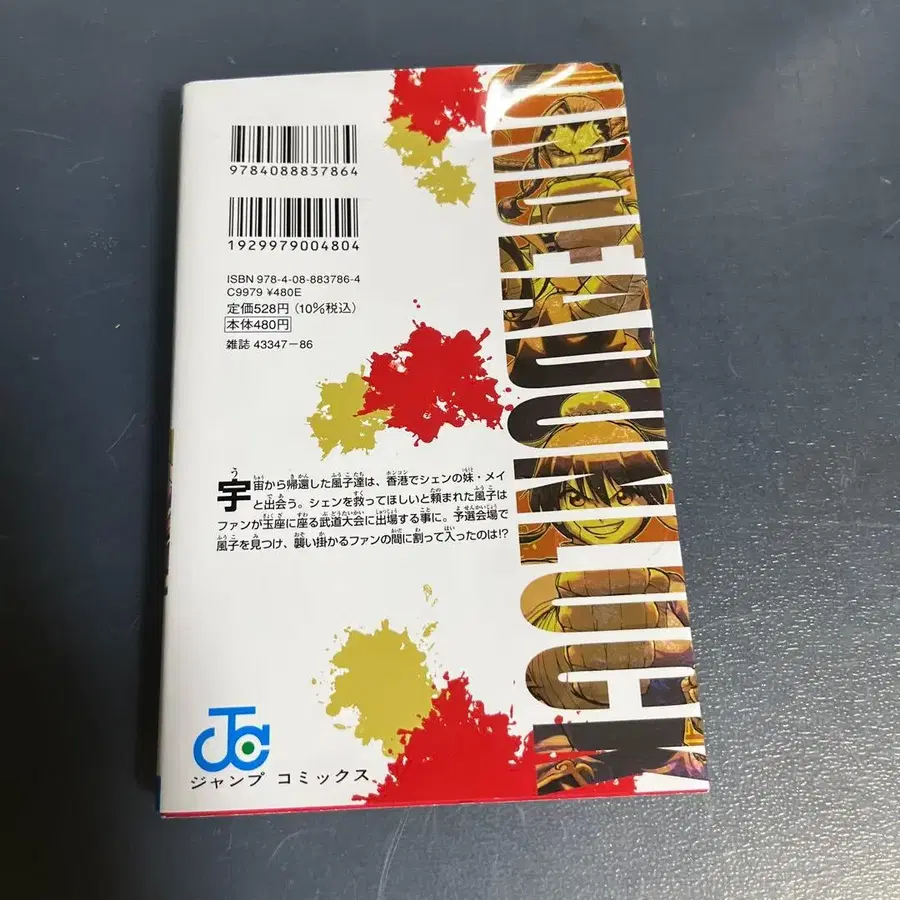 9784088837864
1929979004804
ISBN 978-4-08-883786-4
C9979 ¥480E
定価528円(10%税込)
本体480円
雑誌 43347-86
宇宙から帰還した風子達は、香港でシェンの妹・メイ
と出会う。シェンを救ってほしいと頼まれた風子は
ファンが玉座に座る武道大会に出場する事に。予選会場で
風子を見つけ、襲い掛かるファンの間に割って入ったのは!?
JC
ジャンプ コミックス
UNDEAD UNLUCK